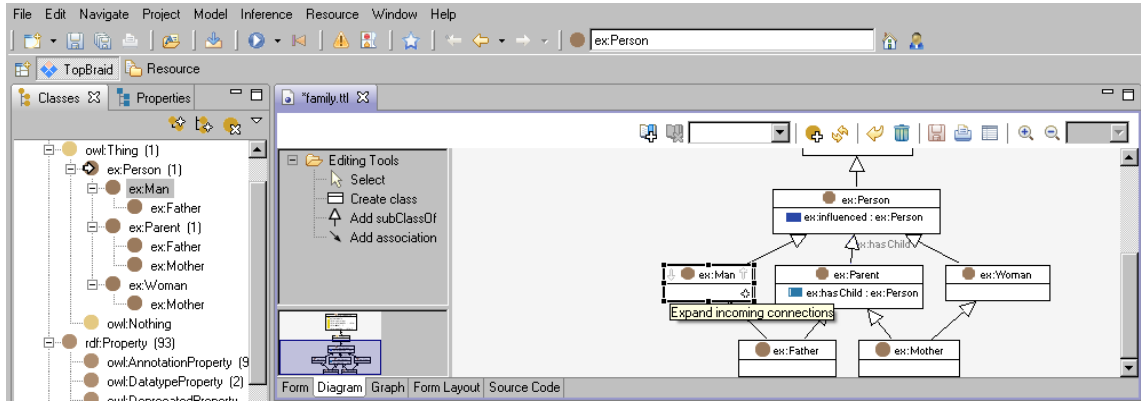 File Edit Navigate Project Model Inference Resource Window Help
ex:Person
TopBraid Resource
Classes Properties
owl:Thing (1)
ex:Person (1)
ex:Man
ex:Father
ex:Parent (1)
ex:Father
ex:Mother
ex:Woman
ex:Mother
owl:Nothing
rdf:Property (93)
owl:AnnotationProperty (9
owl:DatatypeProperty (2)
owl:DeprecatedProperty
*family.ttl
Editing Tools
Select
Create class
Add subClassOf
Add association
ex:Person
ex:influenced : ex:Person
ex:hasChild
ex:Man ex:Parent ex:Woman
ex:hasChild : ex:Person
Expand incoming connections
ex:Father ex:Mother
Form Diagram Graph Form Layout Source Code